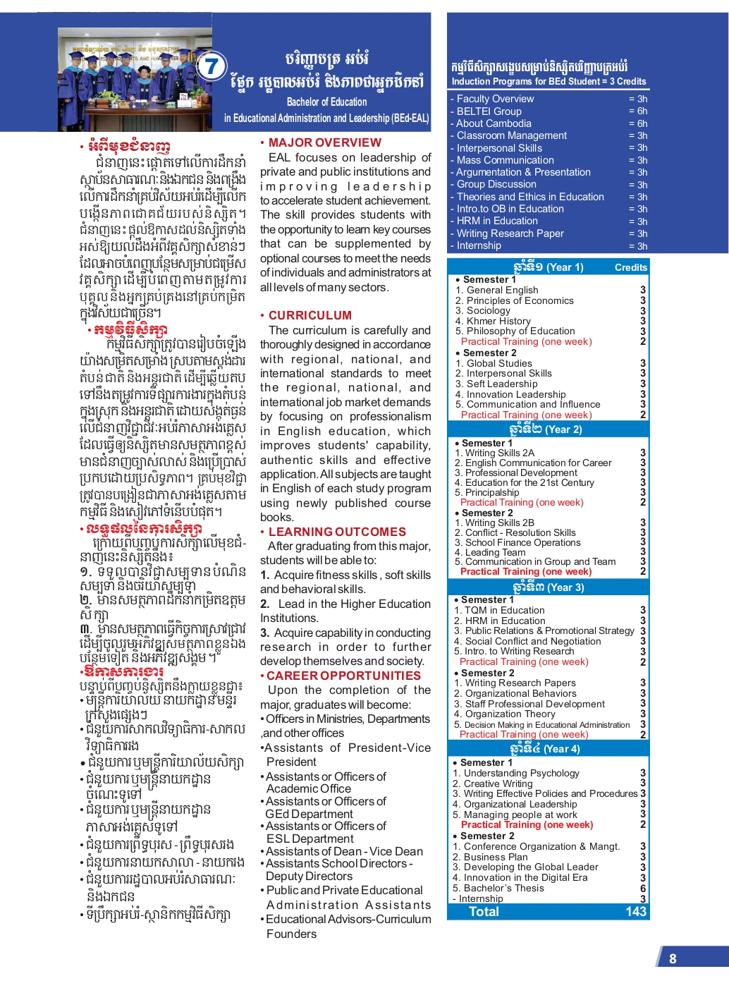 7
បរិញ្ញាបត្រ អប់រំ
ផ្នែក រដ្ឋបាលអប់រំ និងភាពជាអ្នកដឹកនាំ
Bachelor of Education
in Educational Administration and Leadership (BEd-EAL)
• អំពីមុខជំនាញ
ជំនាញនេះផ្តោតទៅលើការដឹកនាំ
ស្ថាប័នសាធារណៈ និងឯកជន និងពង្រឹង
លើការដឹកនាំគ្រប់វិស័យអប់រំដើម្បីលើក
បង្កើនភាពជោគជ័យរបស់និស្សិត។
ជំនាញនេះ ផ្តល់ឱកាសដល់និស្សិតទាំង
អស់ឱ្យយល់ដឹងអំពីវគ្គសិក្សាសំខាន់ៗ
ដែលអាចបំពេញបន្ថែមសម្រាប់ជម្រើស
វគ្គសិក្សាដើម្បីបំពេញតាមតម្រូវការ
បុគ្គល និងអ្នកគ្រប់គ្រងនៅគ្រប់កម្រិត
ក្នុងវិស័យជាច្រើន។
• កម្មវិធីសិក្សា
កម្មវិធីសិក្សាត្រូវបានរៀបចំឡើង
យ៉ាងសម្រិតសម្រាំង ស្របតាមស្តង់ដារ
តំបន់ ជាតិ និងអន្តរជាតិ ដើម្បីឆ្លើយតប
ទៅនឹងតម្រូវការទីផ្សារការងារក្នុងតំបន់
ក្នុងស្រុក និងអន្តរជាតិ ដោយសង្កត់ធ្ងន់
លើជំនាញវិជ្ជាជីវៈអប់រំភាសាអង់គ្លេស
ដែលធ្វើឲ្យនិស្សិតមានសមត្ថភាពខ្ពស់
មានជំនាញច្បាស់លាស់ និងប្រើប្រាស់
ប្រកបដោយប្រសិទ្ធភាព។ គ្រប់មុខវិជ្ជា
ត្រូវបានបង្រៀនជាភាសាអង់គ្លេសតាម
កម្មវិធី និងសៀវភៅទំនើបបំផុត។
• លទ្ធផលនៃការសិក្សា
ក្រោយពីបញ្ចប់ការសិក្សាលើមុខជំ-
នាញនេះនិស្សិតនឹង៖
១. ទទួលបានវិជ្ជាសម្បទា បំណិន
សម្បទា និងចរិយាសម្បទា
២. មានសមត្ថភាពដឹកនាំកម្រិតឧត្តម
សិក្សា
៣. មានសមត្ថភាពធ្វើកិច្ចការស្រាវជ្រាវ
ដើម្បីចូលរួមអភិវឌ្ឍសមត្ថភាពខ្លួនឯង
បន្ថែមទៀត និងអភិវឌ្ឍសង្គម។
• ឱកាសការងារ
បន្ទាប់ពីបញ្ចប់និស្សិតនឹងក្លាយខ្លួនជា៖
• មន្ត្រីការិយាល័យ នាយកដ្ឋាន មន្ទីរ
ក្រសួងផ្សេងៗ
• ជំនួយការសាកលវិទ្យាធិការ-សាកល
វិទ្យាធិការរង
• ជំនួយការ ឬមន្ត្រីការិយាល័យសិក្សា
• ជំនួយការ ឬមន្ត្រីនាយកដ្ឋាន
ចំណេះទូទៅ
• ជំនួយការ ឬមន្ត្រីនាយកដ្ឋាន
ភាសាអង់គ្លេសទូទៅ
• ជំនួយការព្រឹទ្ធបុរស - ព្រឹទ្ធបុរសរង
• ជំនួយការនាយកសាលា - នាយករង
• ជំនួយការរដ្ឋបាលអប់រំសាធារណៈ
និងឯកជន
• ទីប្រឹក្សាអប់រំ-ស្ថានិកកម្មវិធីសិក្សា
• MAJOR OVERVIEW
EAL focuses on leadership of
private and public institutions and
improving leadership
to accelerate student achievement.
The skill provides students with
the opportunity to learn key courses
that can be supplemented by
optional courses to meet the needs
of individuals and administrators at
all levels of many sectors.
• CURRICULUM
The curriculum is carefully and
thoroughly designed in accordance
with regional, national, and
international standards to meet
the regional, national, and
international job market demands
by focusing on professionalism
in English education, which
improves students' capability,
authentic skills and effective
application. All subjects are taught
in English of each study program
using newly published course
books.
• LEARNING OUTCOMES
After graduating from this major,
students will be able to:
1. Acquire fitness skills , soft skills
and behavioral skills.
2. Lead in the Higher Education
Institutions.
3. Acquire capability in conducting
research in order to further
develop themselves and society.
• CAREER OPPORTUNITIES
Upon the completion of the
major, graduates will become:
• Officers in Ministries, Departments
,and other offices
•Assistants of President-Vice
President
•Assistants or Officers of
Academic Office
•Assistants or Officers of
GEd Department
•Assistants or Officers of
ESL Department
•Assistants of Dean - Vice Dean
•Assistants School Directors -
Deputy Directors
• Public and Private Educational
Administration Assistants
•Educational Advisors-Curriculum
Founders
កម្មវិធីសិក្សាសង្ខេបសម្រាប់និស្សិតបរិញ្ញាបត្រអប់រំ
Induction Programs for BEd Student = 3 Credits
- Faculty Overview = 3h
- BELTEI Group = 6h
- About Cambodia = 6h
- Classroom Management = 3h
- Interpersonal Skills = 3h
- Mass Communication = 3h
- Argumentation & Presentation = 3h
- Group Discussion = 3h
- Theories and Ethics in Education = 3h
- Intro.to OB in Education = 3h
- HRM in Education = 3h
- Writing Research Paper = 3h
- Internship = 3h
ឆ្នាំទី១ (Year 1) Credits
• Semester 1
1. General English 3
2. Principles of Economics 3
3. Sociology 3
4. Khmer History 3
5. Philosophy of Education 3
Practical Training (one week) 2
• Semester 2
1. Global Studies 3
2. Interpersonal Skills 3
3. Seft Leadership 3
4. Innovation Leadership 3
5. Communication and Influence 3
Practical Training (one week) 2
ឆ្នាំទី២ (Year 2)
• Semester 1
1. Writing Skills 2A 3
2. English Communication for Career 3
3. Professional Development 3
4. Education for the 21st Century 3
5. Principalship 3
Practical Training (one week) 2
• Semester 2
1. Writing Skills 2B 3
2. Conflict - Resolution Skills 3
3. School Finance Operations 3
4. Leading Team 3
5. Communication in Group and Team 3
Practical Training (one week) 2
ឆ្នាំទី៣ (Year 3)
• Semester 1
1. TQM in Education 3
2. HRM in Education 3
3. Public Relations & Promotional Strategy 3
4. Social Conflict and Negotiation 3
5. Intro. to Writing Research 3
Practical Training (one week) 2
• Semester 2
1. Writing Research Papers 3
2. Organizational Behaviors 3
3. Staff Professional Development 3
4. Organization Theory 3
5. Decision Making in Educational Administration 3
Practical Training (one week) 2
ឆ្នាំទី៤ (Year 4)
• Semester 1
1. Understanding Psychology 3
2. Creative Writing 3
3. Writing Effective Policies and Procedures 3
4. Organizational Leadership 3
5. Managing people at work 3
Practical Training (one week) 2
• Semester 2
1. Conference Organization & Mangt. 3
2. Business Plan 3
3. Developing the Global Leader 3
4. Innovation in the Digital Era 3
5. Bachelor's Thesis 6
- Internship 3
Total 143
8